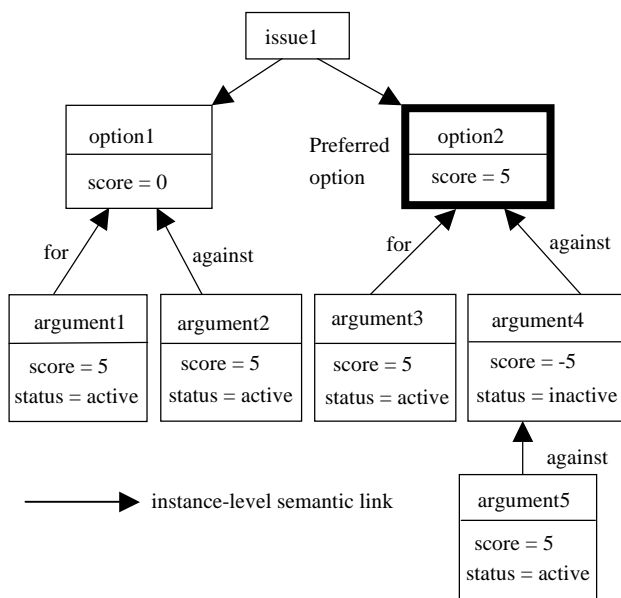 issue1
option1
score = 0
Preferred
option
option2
score = 5
for
against
for
against
argument1
score = 5
status = active
argument2
score = 5
status = active
argument3
score = 5
status = active
argument4
score = -5
status = inactive
against
instance-level semantic link
argument5
score = 5
status = active